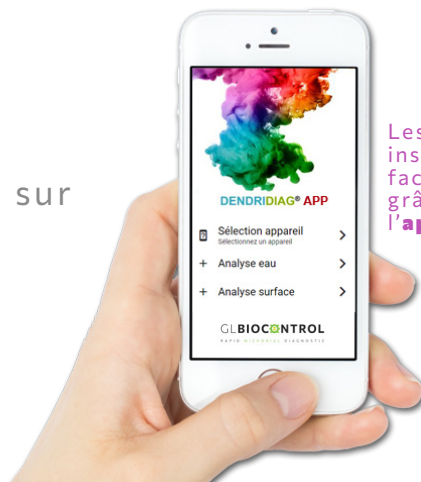 sur
DENDRIDIAG® APP
Sélection appareil
Sélectionnez un appareil
+ Analyse eau
+ Analyse surface
GLBIOCONTROL
RAPID MICROBIAL DIAGNOSTIC
Les
ins
fac
grâ
l'ap